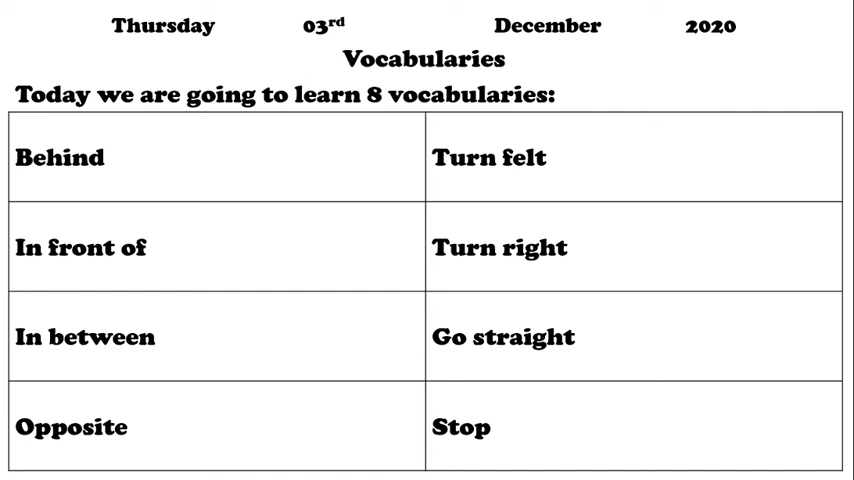 Thursday 03rd December 2020
Vocabularies
Today we are going to learn 8 vocabularies:
Behind Turn felt
In front of Turn right
In between Go straight
Opposite Stop